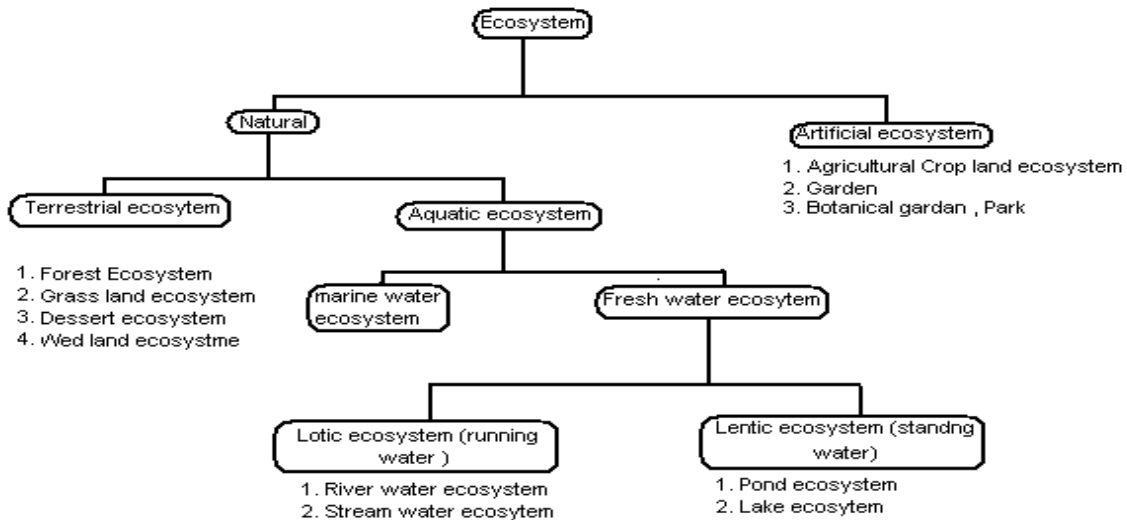 Ecosystem
Natural
Artificial ecosystem
1. Agricultural Crop land ecosystem
2. Garden
3. Botanical gardan , Park
Terrestrial ecosytem
Aquatic ecosystem
1. Forest Ecosystem
2. Grass land ecosystem
3. Dessert ecosystem
4. Wed land ecosystme
marine water
ecosystem
Fresh water ecosytem
Lotic ecosystem (running
water )
1. River water ecosystem
2. Stream water ecosytem
Lentic ecosystem (standng
water)
1. Pond ecosystem
2. Lake ecosytem